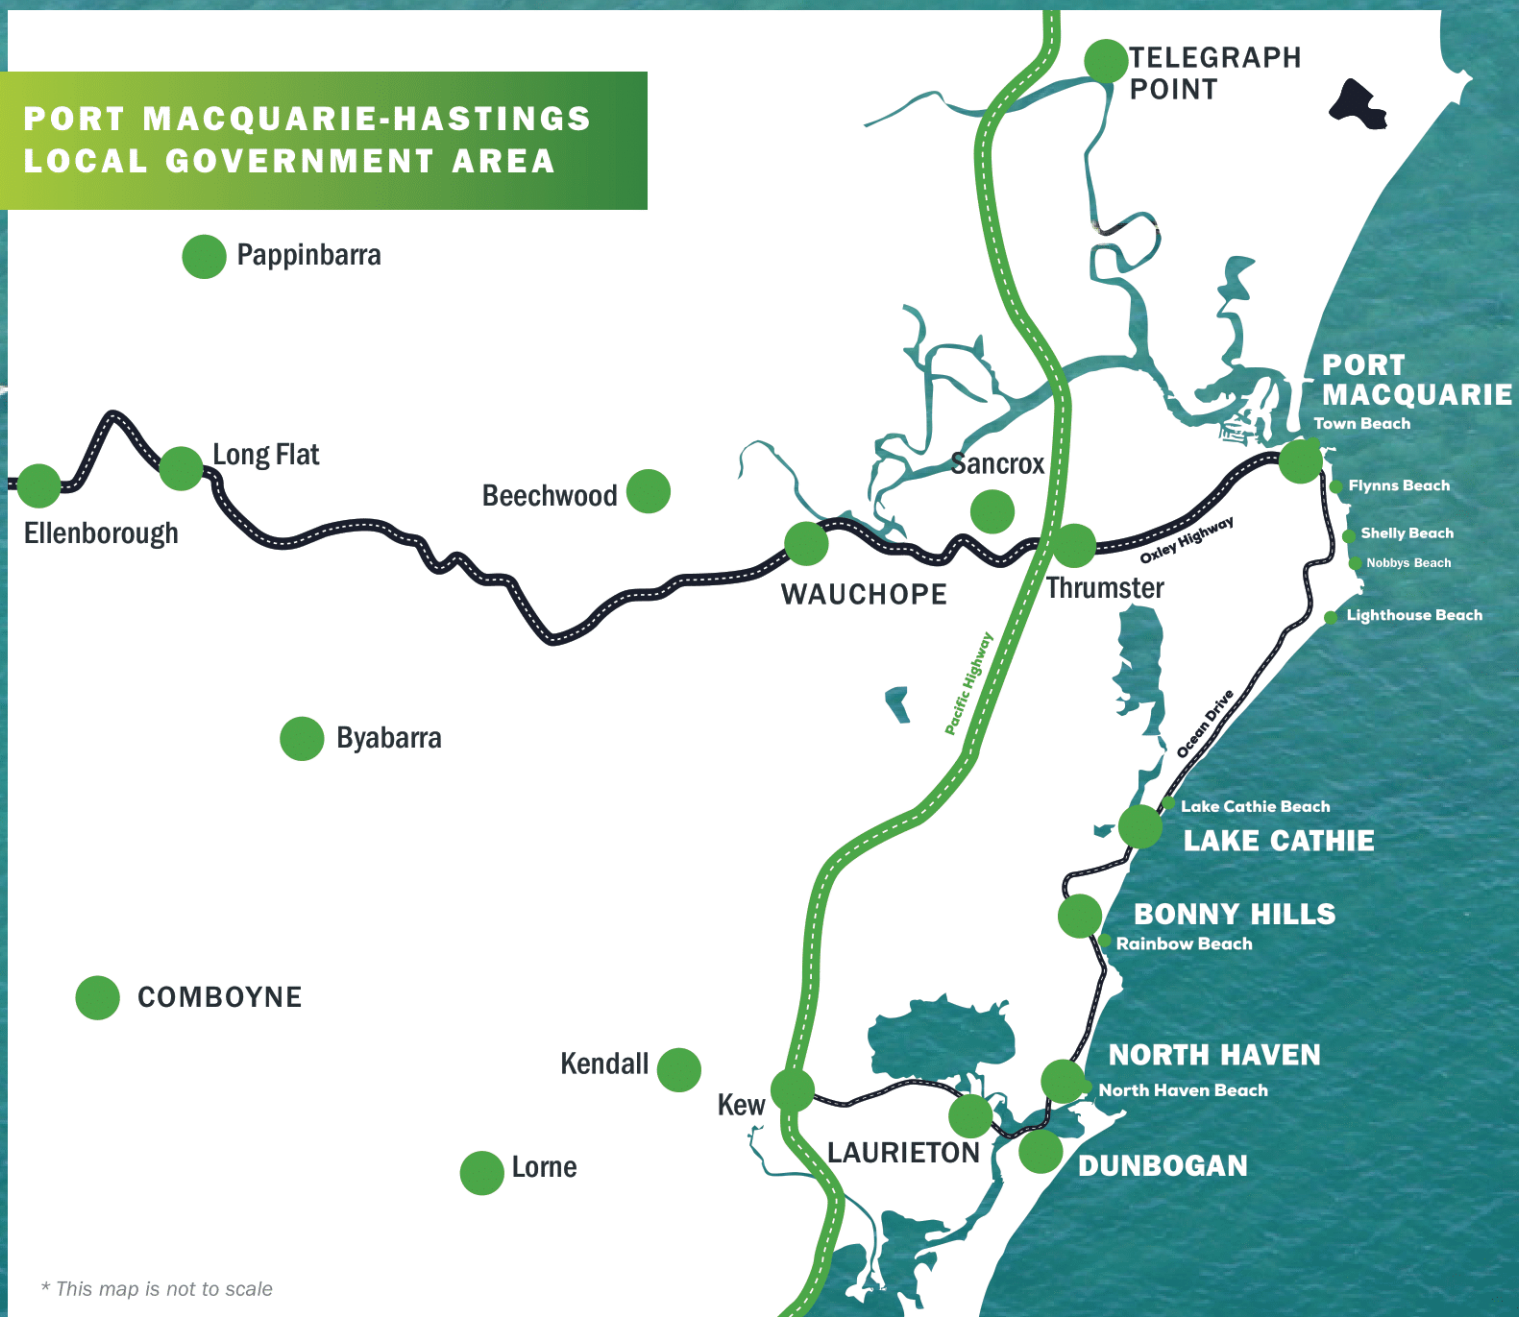 TELEGRAPH
POINT
PORT MACQUARIE-HASTINGS
LOCAL GOVERNMENT AREA
Pappinbarra
PORT
MACQUARIE
Town Beach
Long Flat
Sancrox
Beechwood
Flynns Beach
Ellenborough
Oxley Highway
Shelly Beach
Nobbys Beach
WAUCHOPE
Thrumster
Lighthouse Beach
Pacific Highway
Ocean Drive
Byabarra
Lake Cathie Beach
LAKE CATHIE
BONNY HILLS
Rainbow Beach
COMBOYNE
NORTH HAVEN
Kendall
North Haven Beach
Kew
LAURIETON
DUNBOGAN
Lorne
* This map is not to scale